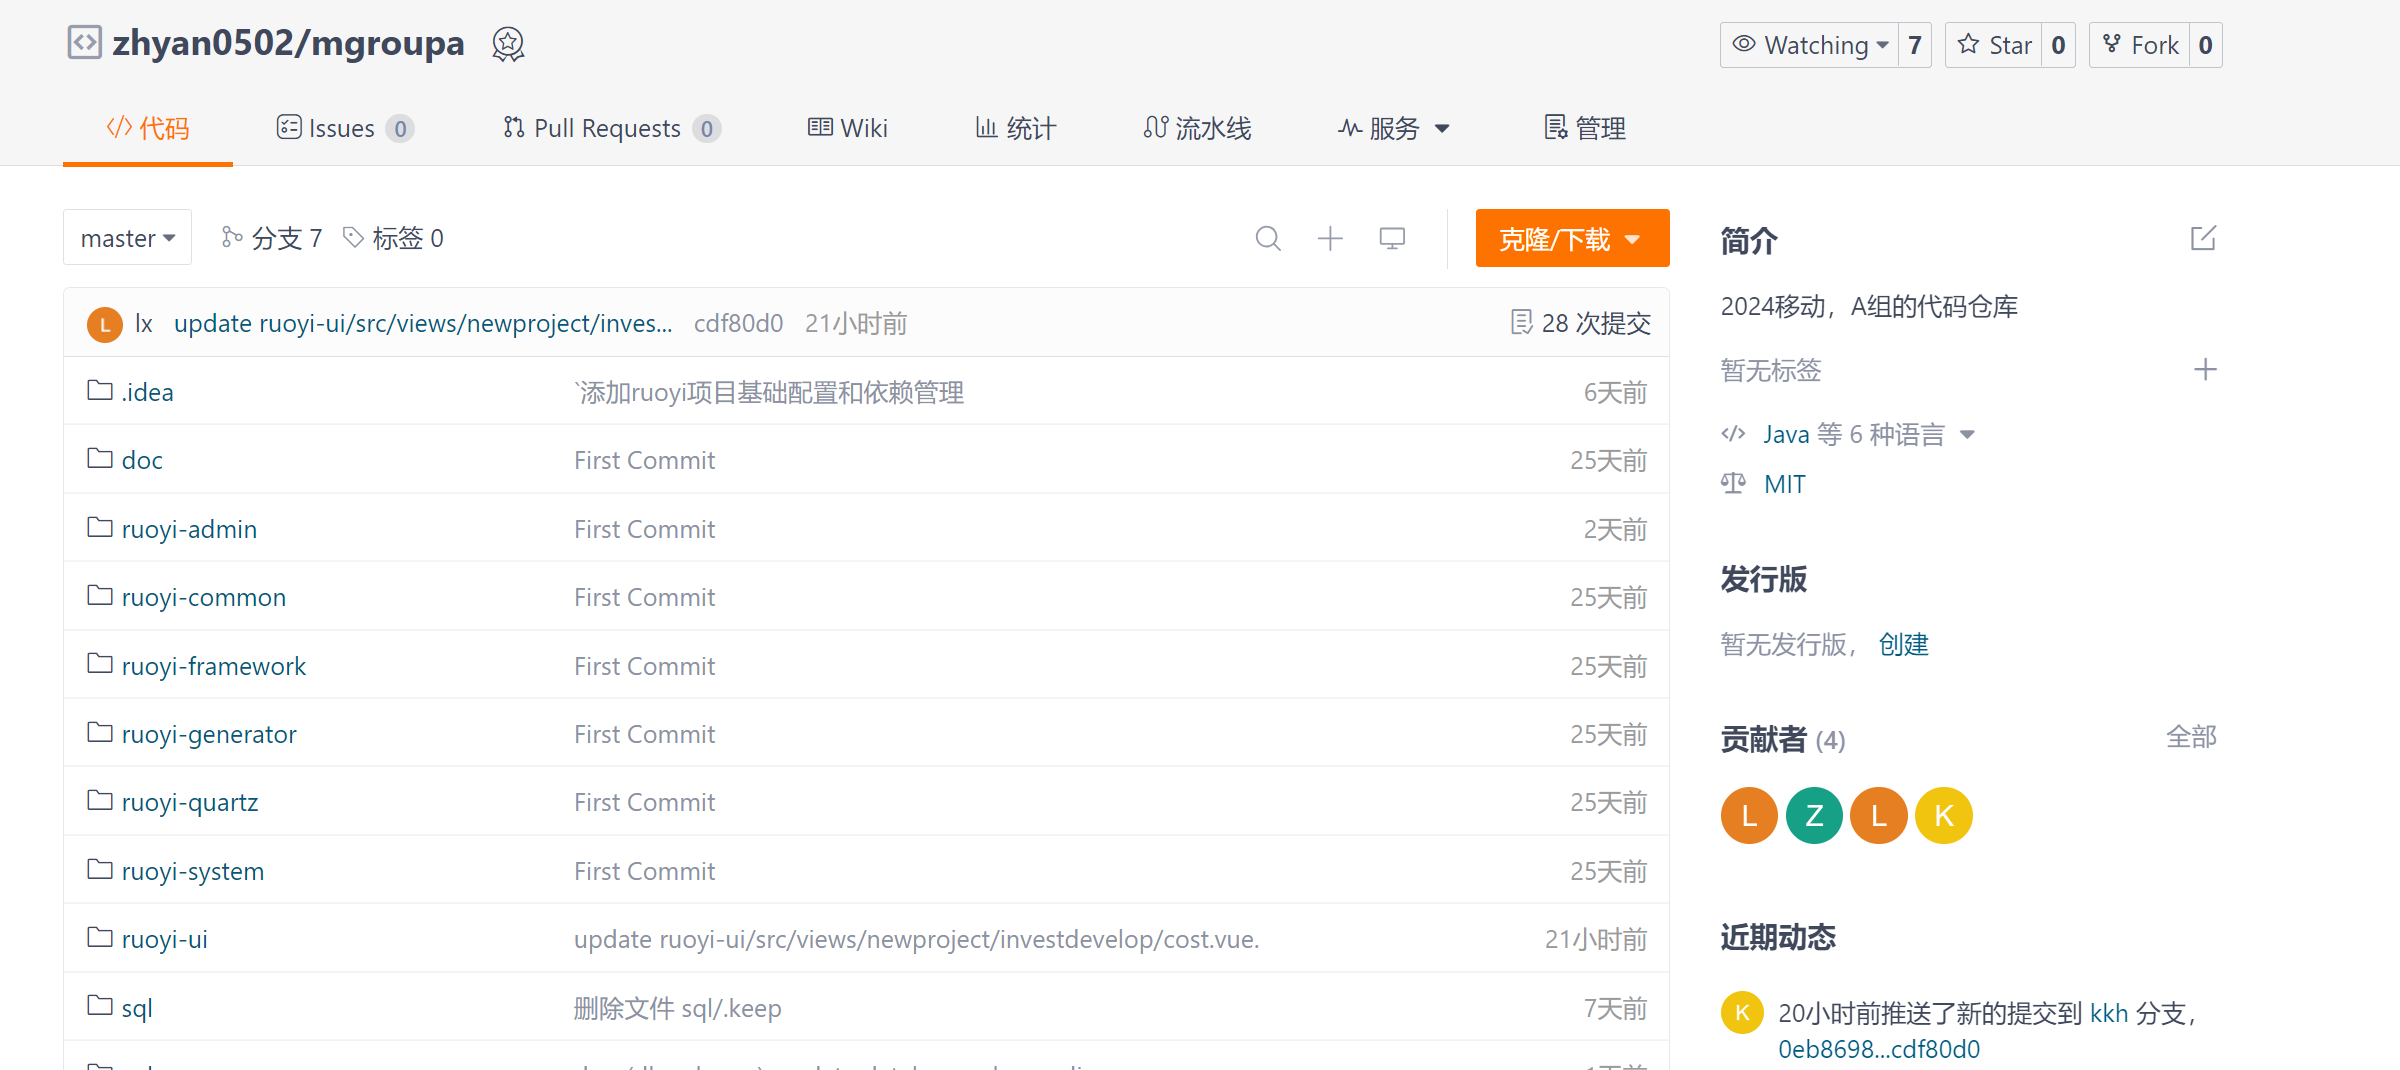 zhyan0502/mgroupa
Watching 7 Star 0 Fork 0
代码 Issues 0 Pull Requests 0 Wiki 统计 流水线 服务 管理
master 分支 7 标签 0 克隆/下载
L lx update ruoyi-ui/src/views/newproject/inves... cdf80d0 21小时前 28 次提交
.idea `添加ruoyi项目基础配置和依赖管理 6天前
doc First Commit 25天前
ruoyi-admin First Commit 2天前
ruoyi-common First Commit 25天前
ruoyi-framework First Commit 25天前
ruoyi-generator First Commit 25天前
ruoyi-quartz First Commit 25天前
ruoyi-system First Commit 25天前
ruoyi-ui update ruoyi-ui/src/views/newproject/investdevelop/cost.vue. 21小时前
sql 删除文件 sql/.keep 7天前
简介
2024移动，A组的代码仓库
暂无标签
Java 等 6 种语言
MIT
发行版
暂无发行版， 创建
贡献者 (4) 全部
L Z L K
近期动态
K 20小时前推送了新的提交到 kkh 分支，
0eb8698...cdf80d0